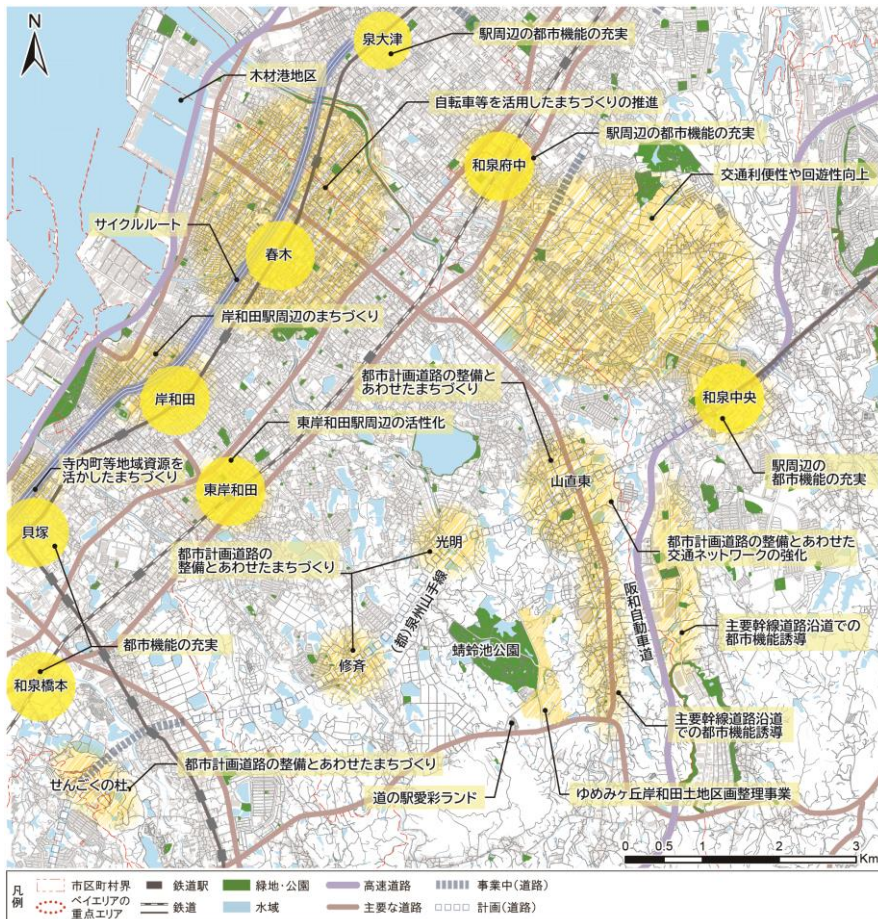 泉大津
駅周辺の都市機能の充実
木材港地区
自転車等を活用したまちづくりの推進
和泉府中
駅周辺の都市機能の充実
交通利便性や回遊性向上
サイクルルート
春木
岸和田駅周辺のまちづくり
都市計画道路の整備と
あわせたまちづくり
岸和田
和泉中央
東岸和田駅周辺の活性化
寺内町等地域資源を
活かしたまちづくり
東岸和田
山直東
駅周辺の
都市機能の充実
貝塚
光明
都市計画道路の
整備とあわせたまちづくり
都市計画道路の整備とあわせた
交通ネットワークの強化
(都)泉州山手線
阪和自動車道
都市機能の充実
修斉
蜻蛉池公園
主要幹線道路沿道での
都市機能誘導
和泉橋本
主要幹線道路沿道
での都市機能誘導
せんごくの杜
都市計画道路の整備とあわせたまちづくり
道の駅愛彩ランド
ゆめみヶ丘岸和田土地区画整理事業
0 0.5 1 2 3
Km
凡例
市区町村界
鉄道駅
緑地・公園
高速道路
事業中(道路)
ベイエリアの
重点エリア
鉄道
水域
主要な道路
計画(道路)